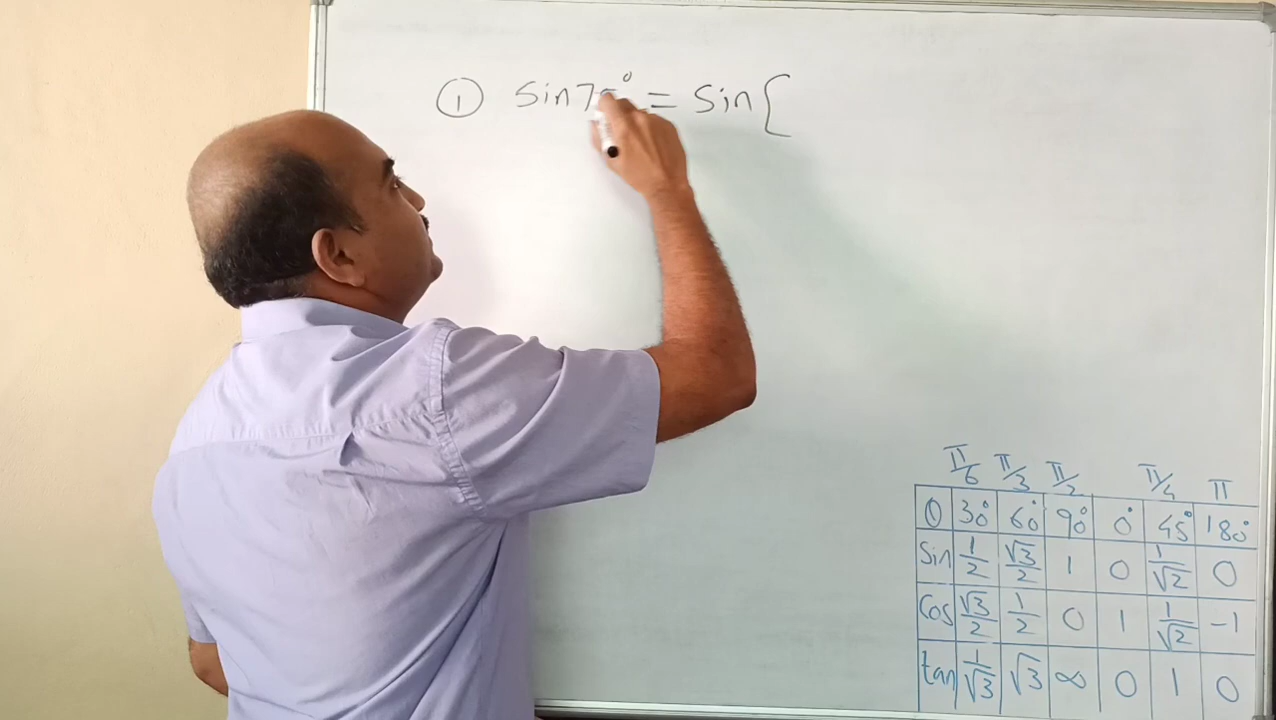 ① sin75° = sin{
π/6 π/3 π/2 π/4 π
θ 30° 60° 90° 0° 45° 180°
sin 1/2 √3/2 1 0 1/√2 0
cos √3/2 1/2 0 1 1/√2 -1
tan 1/√3 √3 ∞ 0 1 0